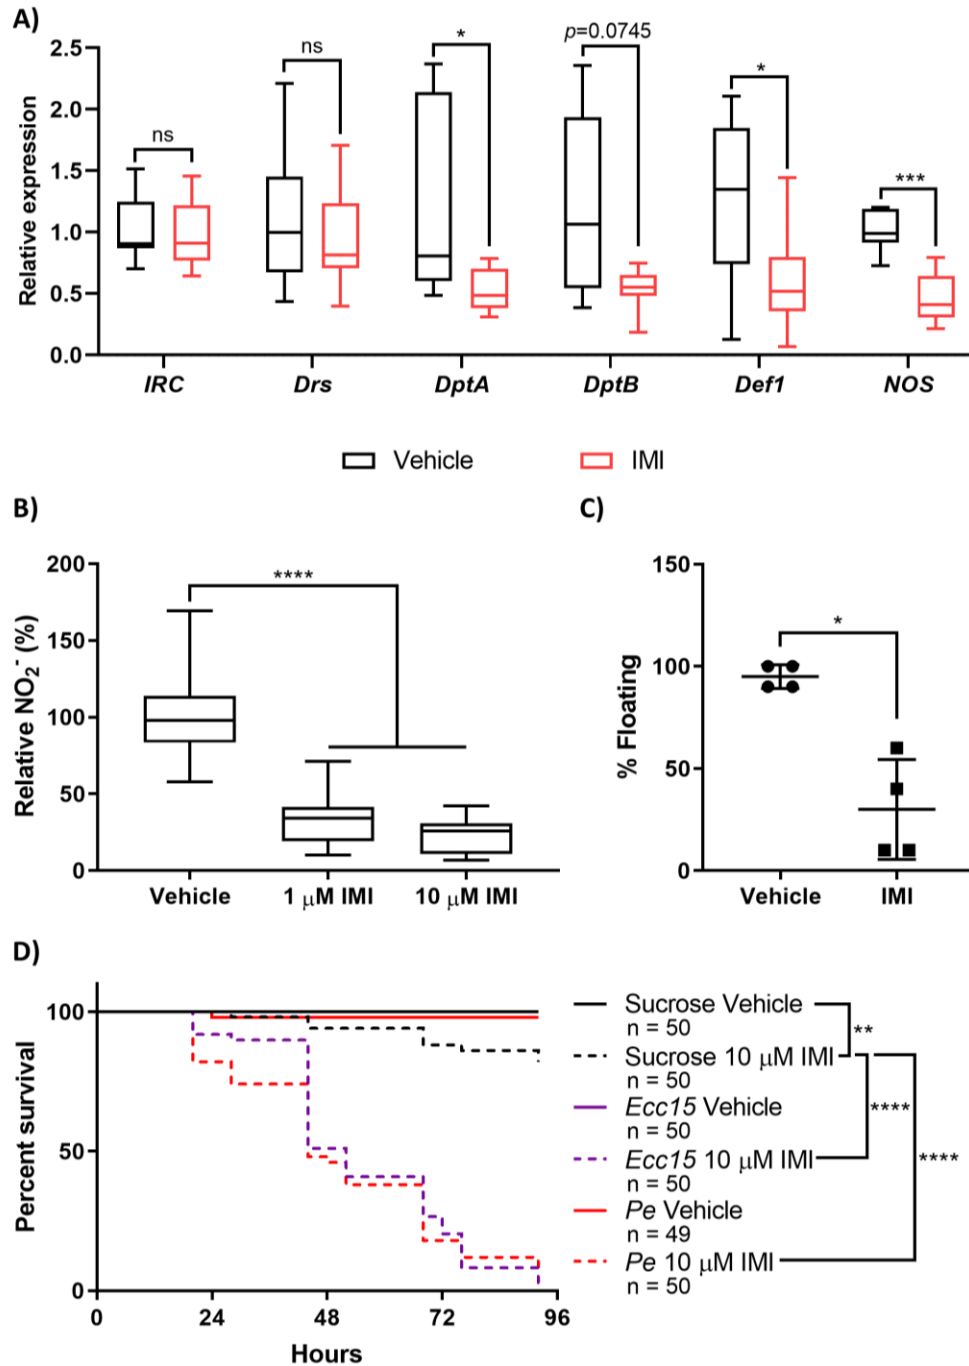 A)
ns
ns
*
p=0.0745
*
***
Relative expression
2.5
2.0
1.5
1.0
0.5
0.0
IRC Drs DptA DptB Def1 NOS
Vehicle IMI
B)
****
Relative NO2- (%)
200
150
100
50
0
Vehicle 1 μM IMI 10 μM IMI
C)
*
% Floating
150
100
50
0
Vehicle IMI
D)
Percent survival
100
50
0
0 24 48 72 96
Hours
Sucrose Vehicle
n = 50
**
Sucrose 10 μM IMI
n = 50
Ecc15 Vehicle
n = 50
****
Ecc15 10 μM IMI
n = 50
****
Pe Vehicle
n = 49
Pe 10 μM IMI
n = 50